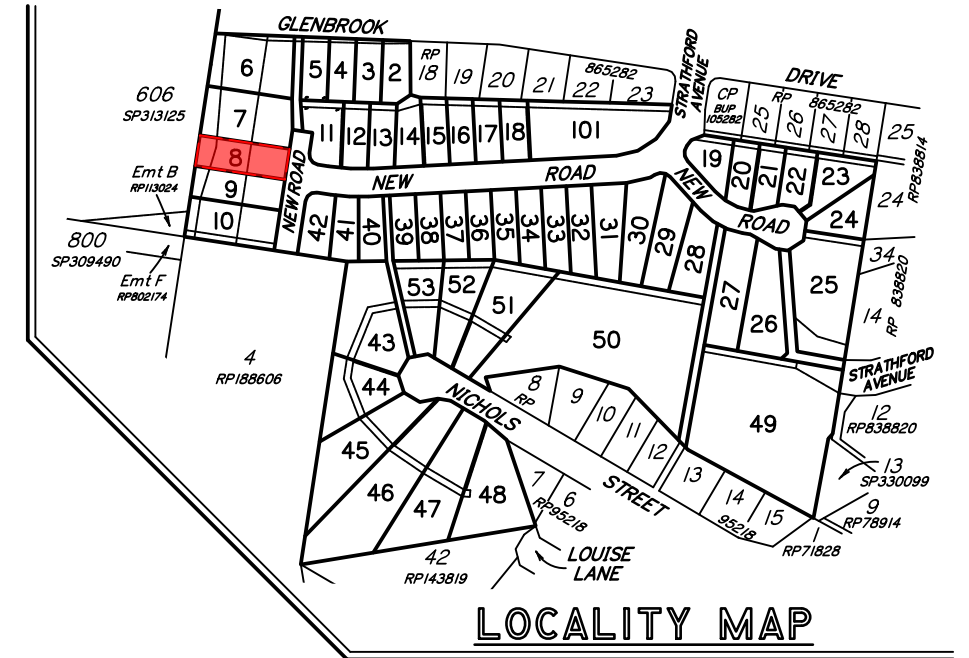 GLENBROOK
DRIVE
STRATHFORD
AVENUE
606
SP313125
6
5
4
3
2
RP
18
19
20
21
22
23
865282
CP
BUP
105282
25
RP
26
865282
27
28
25
RP838814
24
7
11
12
13
14
15
16
17
18
101
8
Emt B
RP113024
9
10
NEW ROAD
NEW
ROAD
NEW
ROAD
19
20
21
22
23
24
800
SP309490
Emt F
RP802174
42
41
40
39
38
37
36
35
34
33
32
31
30
29
28
27
26
25
34
RP 838820
14
53
52
51
50
STRATHFORD
AVENUE
4
RP188606
43
44
NICHOLS
STREET
8
RP
9
10
11
12
13
14
15
95218
49
12
RP838820
13
SP330099
9
RP78914
1
RP71828
45
46
47
48
7
6
RP95218
42
RP143819
LOUISE
LANE
LOCALITY MAP